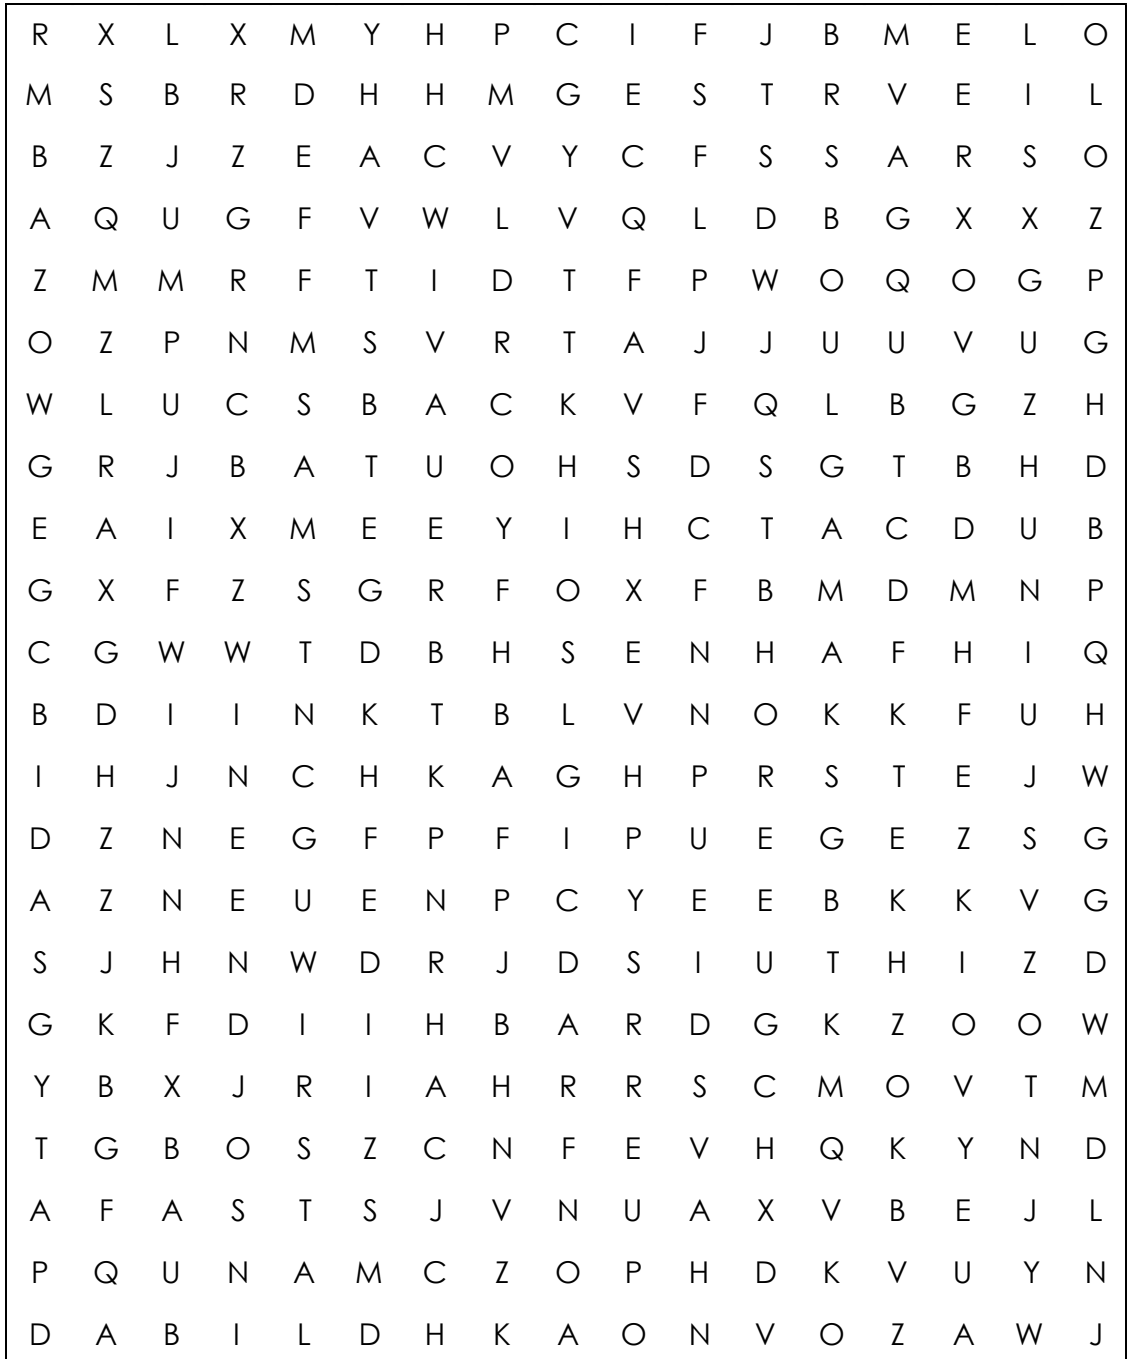 R X L X M Y H P C I F J B M E L O
M S B R D H H M G E S T R V E I L
B Z J Z E A C V Y C F S S A R S O
A Q U G F V W L V Q L D B G X X Z
Z M M R F T I D T F P W O Q O G P
O Z P N M S V R T A J J U U V U G
W L U C S B A C K V F Q L B G Z H
G R J B A T U O H S D S G T B H D
E A I X M E E Y I H C T A C D U B
G X F Z S G R F O X F B M D M N P
C G W W T D B H S E N H A F H I Q
B D I I N K T B L V N O K K F U H
I H J N C H K A G H P R S T E J W
D Z N E G F P F I P U E G E Z S G
A Z N E U E N P C Y E E B K K V G
S J H N W D R J D S I U T H I Z D
G K F D I I H B A R D G K Z O O W
Y B X J R I A H R R S C M O V T M
T G B O S Z C N F E V H Q K Y N D
A F A S T S J V N U A X V B E J L
P Q U N A M C Z O P H D K V U Y N
D A B I L D H K A O N V O Z A W J